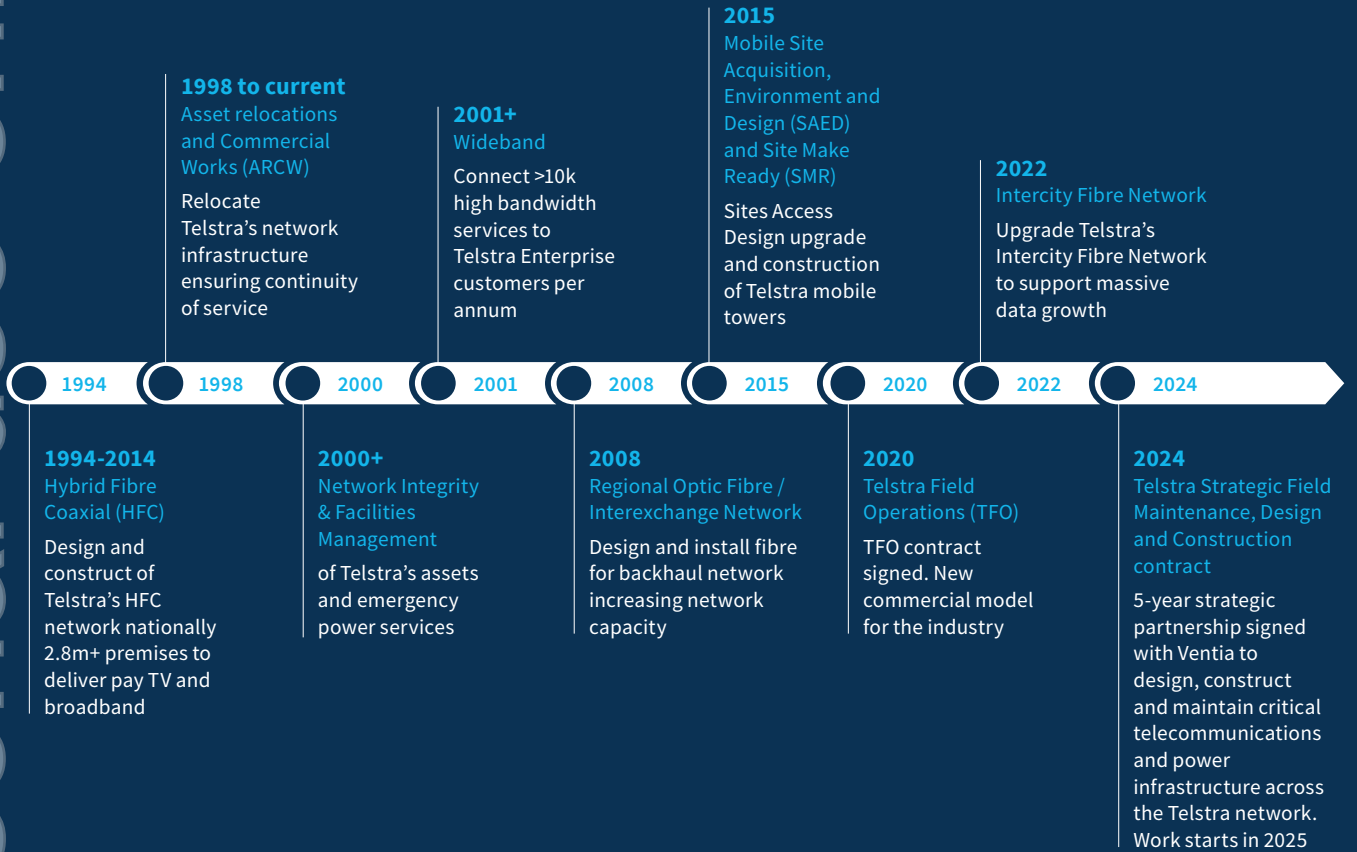 2015
Mobile Site
Acquisition,
Environment and
Design (SAED)
and Site Make
Ready (SMR)
Sites Access
Design upgrade
and construction
of Telstra mobile
towers
1998 to current
Asset relocations
and Commercial
Works (ARCW)
Relocate
Telstra’s network
infrastructure
ensuring continuity
of service
2001+
Wideband
Connect >10k
high bandwidth
services to
Telstra Enterprise
customers per
annum
2022
Intercity Fibre Network
Upgrade Telstra’s
Intercity Fibre Network
to support massive
data growth
1994 1998 2000 2001 2008 2015 2020 2022 2024
1994-2014
Hybrid Fibre
Coaxial (HFC)
Design and
construct of
Telstra’s HFC
network nationally
2.8m+ premises to
deliver pay TV and
broadband
2000+
Network Integrity
& Facilities
Management
of Telstra’s assets
and emergency
power services
2008
Regional Optic Fibre /
Interexchange Network
Design and install fibre
for backhaul network
increasing network
capacity
2020
Telstra Field
Operations (TFO)
TFO contract
signed. New
commercial model
for the industry
2024
Telstra Strategic Field
Maintenance, Design
and Construction
contract
5-year strategic
partnership signed
with Ventia to
design, construct
and maintain critical
telecommunications
and power
infrastructure across
the Telstra network.
Work starts in 2025